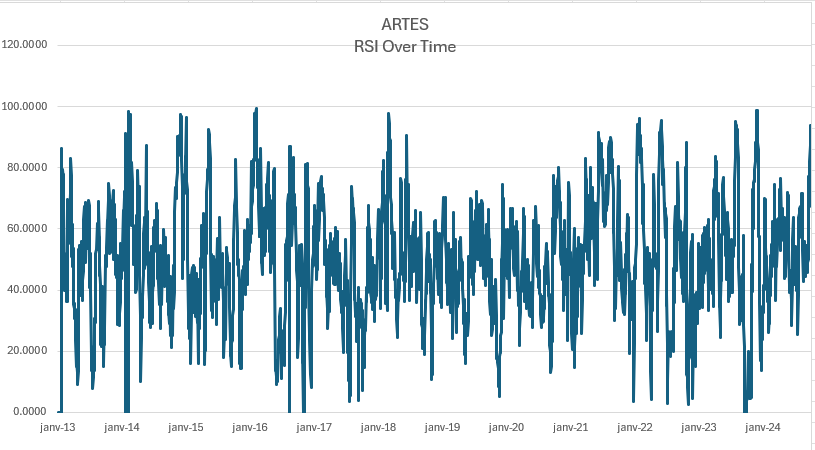 ARTES
RSI Over Time
120.0000
100.0000
80.0000
60.0000
40.0000
20.0000
0.0000
janv-13 janv-14 janv-15 janv-16 janv-17 janv-18 janv-19 janv-20 janv-21 janv-22 janv-23 janv-24